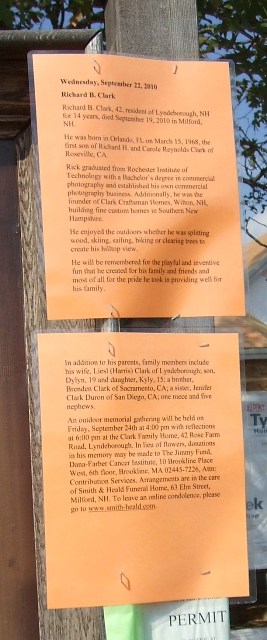 Wednesday, September 22, 2010
Richard B. Clark
Richard B. Clark, 42, resident of Lyndeborough, NH
for 14 years, died September 19, 2010 in Milford,
NH.
He was born in Orlando, FL on March 15, 1968, the
first son of Richard H. and Carole Reynolds Clark of
Roseville, CA.
Rick graduated from Rochester Institute of
Technology with a Bachelor's degree in commercial
photography and established his own commercial
photography business. Additionally, he was the
founder of Clark Craftsman Homes, Wilton, NH,
building fine custom homes in Southern New
Hampshire.
He enjoyed the outdoors whether he was splitting
wood, skiing, sailing, biking or clearing trees to
create his hilltop view.
He will be remembered for the playful and inventive
fun that he created for his family and friends and
most of all for the pride he took in providing well for
his family.
In addition to his parents, family members include
his wife, Liesl (Harris) Clark of Lyndeborough; son,
Dylyn, 19 and daughter, Kyly, 15; a brother,
Brenden Clark of Sacramento, CA; a sister, Jenifer
Clark Duron of San Diego, CA; one niece and five
nephews.
An outdoor memorial gathering will be held on
Friday, September 24th at 4:00 pm with reflections
at 6:00 pm at the Clark Family Home, 42 Rose Farm
Road, Lyndeborough. In lieu of flowers, donations
in his memory may be made to The Jimmy Fund,
Dana-Farber Cancer Institute, 10 Brookline Place
West, 6th floor, Brookline, MA 02445-7226, Attn:
Contribution Services. Arrangements are in the care
of Smith & Heald Funeral Home, 63 Elm Street,
Milford, NH. To leave an online condolence, please
go to www.smith-heald.com.
PERMIT